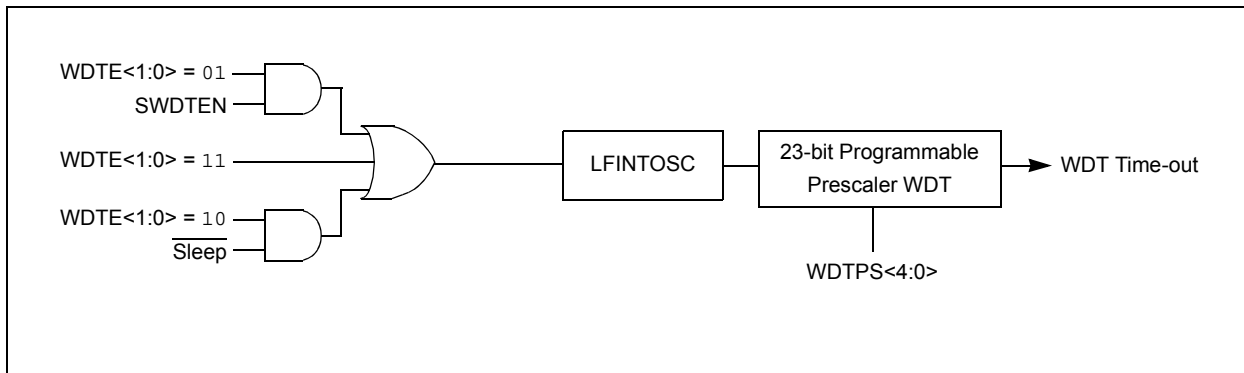 WDTE<1:0> = 01
SWDTEN
WDTE<1:0> = 11
WDTE<1:0> = 10
Sleep
LFINTOSC
23-bit Programmable
Prescaler WDT
WDT Time-out
WDTPS<4:0>